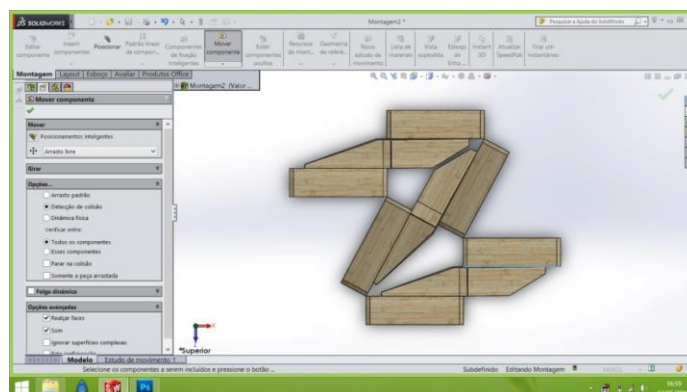 SOLIDWORKS
Montagem2 *
Pesquisar a Ajuda do SolidWorks
Editar componente
Inserir componentes
Posicionar
Padrão linear de compon...
Componentes de fixação inteligentes
Mover componente
Exibir componentes ocultos
Recursos de mont...
Geometria de referê...
Nova estudo de movimento
Lista de materiais
Vista explodida
Esboço de linha ...
Instant 3D
Atualizar SpeedPak
Tirar um instantâneo
Montagem Layout Esboço Avaliar Produtos Office
Montagem2 (Valor ...
Mover componente
Mover
Posicionamentos inteligentes
Arrasto livre
Girar
Opções...
Arrasto padrão
Detecção de colisão
Dinâmica física
Verificar entre:
Todos os componentes
Esses componentes
Parar na colisão
Somente a peça arrastada
Folga dinâmica
Opções avançadas
Realçar faces
Som
Ignorar superfícies complexas
*Superior
Modelo Estudo de movimento 1
Selecione os componentes a serem incluídos e pressione o botão ...
Subdefinido Editando Montagem
Ps
16:59